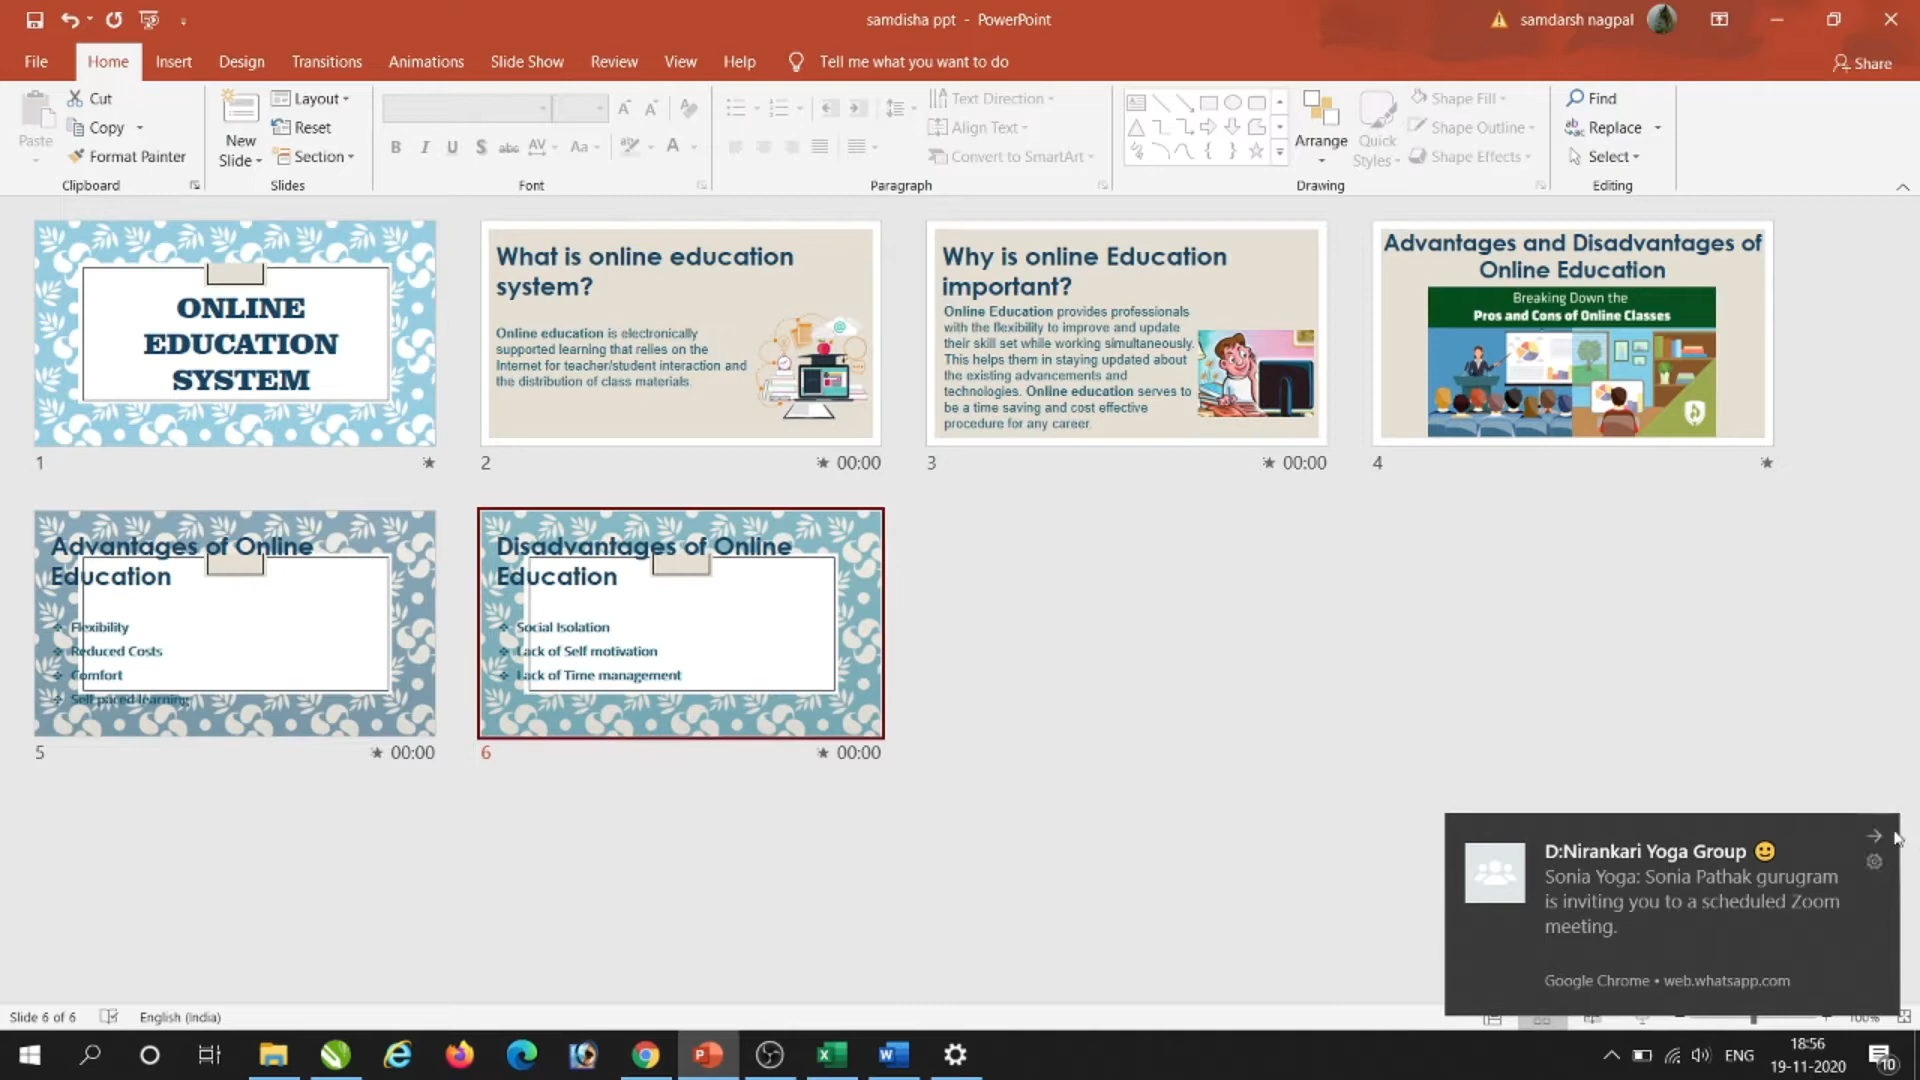 samdisha ppt - PowerPoint
samdarsh nagpal
File Home Insert Design Transitions Animations Slide Show Review View Help Tell me what you want to do
Share
Paste
Cut
Copy
Format Painter
Clipboard
New
Slide
Layout
Reset
Section
Slides
B I U S abc AV Aa A
Font
Text Direction
Align Text
Convert to SmartArt
Paragraph
Arrange
Quick
Styles
Shape Fill
Shape Outline
Shape Effects
Drawing
Find
Replace
Select
Editing
ONLINE
EDUCATION
SYSTEM
1
What is online education
system?
Online education is electronically
supported learning that relies on the
Internet for teacher/student interaction and
the distribution of class materials.
2 00:00
Why is online Education
important?
Online Education provides professionals
with the flexibility to improve and update
their skill set while working simultaneously.
This helps them in staying updated about
the existing advancements and
technologies. Online education serves to
be a time saving and cost effective
procedure for any career
3 00:00
Advantages and Disadvantages of
Online Education
Breaking Down the
Pros and Cons of Online Classes
4
Advantages of Online
Education
Flexibility
Reduced Costs
Comfort
Self paced learning
5 00:00
Disadvantages of Online
Education
Social Isolation
Lack of Self motivation
Lack of Time management
6 00:00
D:Nirankari Yoga Group
Sonia Yoga: Sonia Pathak gurugram
is inviting you to a scheduled Zoom
meeting.
Google Chrome • web.whatsapp.com
Slide 6 of 6 English (India)
100%
ENG
18:56
19-11-2020
10